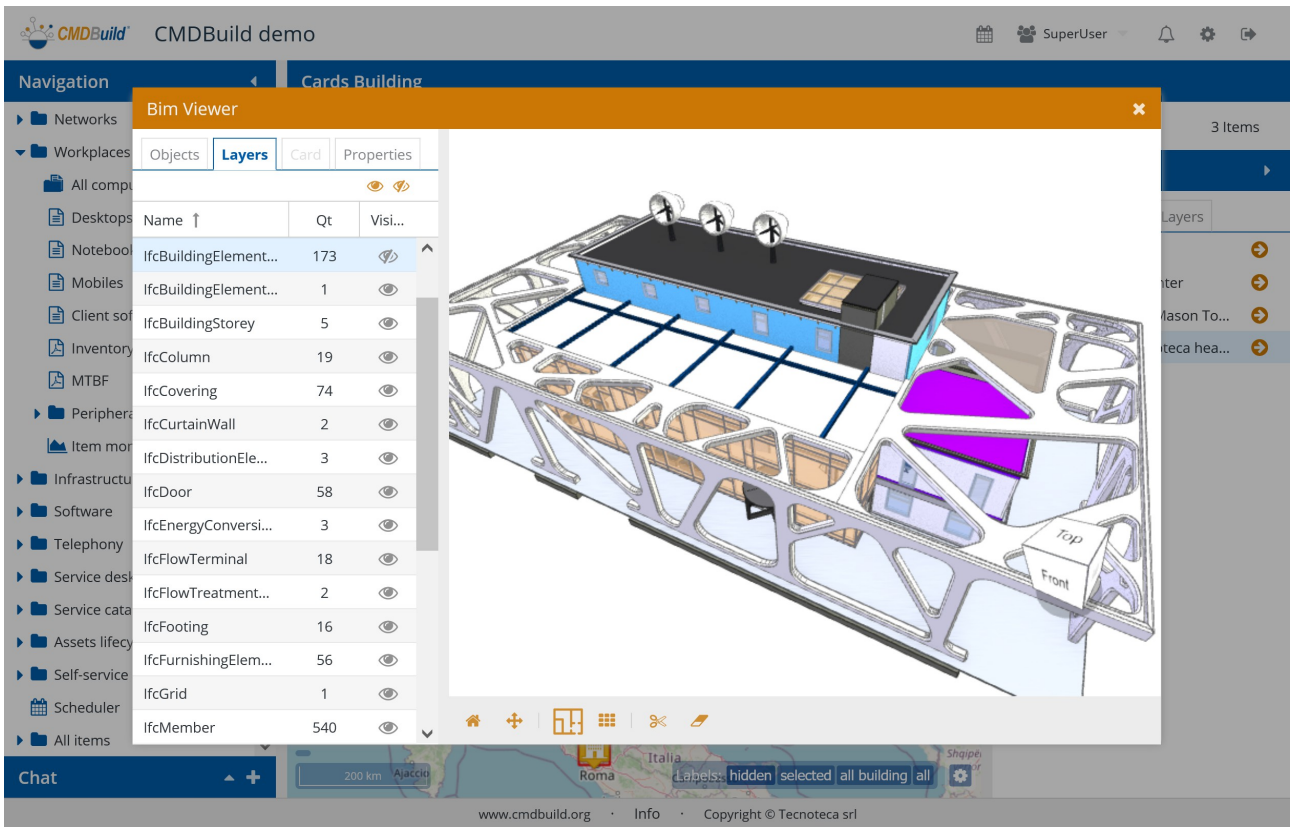 CMDBuild CMDBuild demo SuperUser
Navigation Cards Building
Bim Viewer
Networks
3 Items
Workplaces
Objects Layers Card Properties
All compu
Desktops
Name ↑ Qt Visi...
Layers
Notebook
IfcBuildingElement... 173
Mobiles
IfcBuildingElement... 1
nter
Client sof
IfcBuildingStorey 5
Mason To...
Inventory
IfcColumn 19
oteca hea...
MTBF
IfcCovering 74
Periphera
IfcCurtainWall 2
Item mor
IfcDistributionEle... 3
Infrastructu
IfcDoor 58
Software
IfcEnergyConversi... 3
Telephony
IfcFlowTerminal 18
Top
Service desk
IfcFlowTreatment... 2
Front
Service cata
IfcFooting 16
Assets lifecy
IfcFurnishingElem... 56
Self-service
IfcGrid 1
Scheduler
IfcMember 540
All items
Italia
Shqipëri
Chat
200 km Ajaccio Roma Labels: hidden selected all building all
www.cmdbuild.org · Info · Copyright © Tecnoteca srl